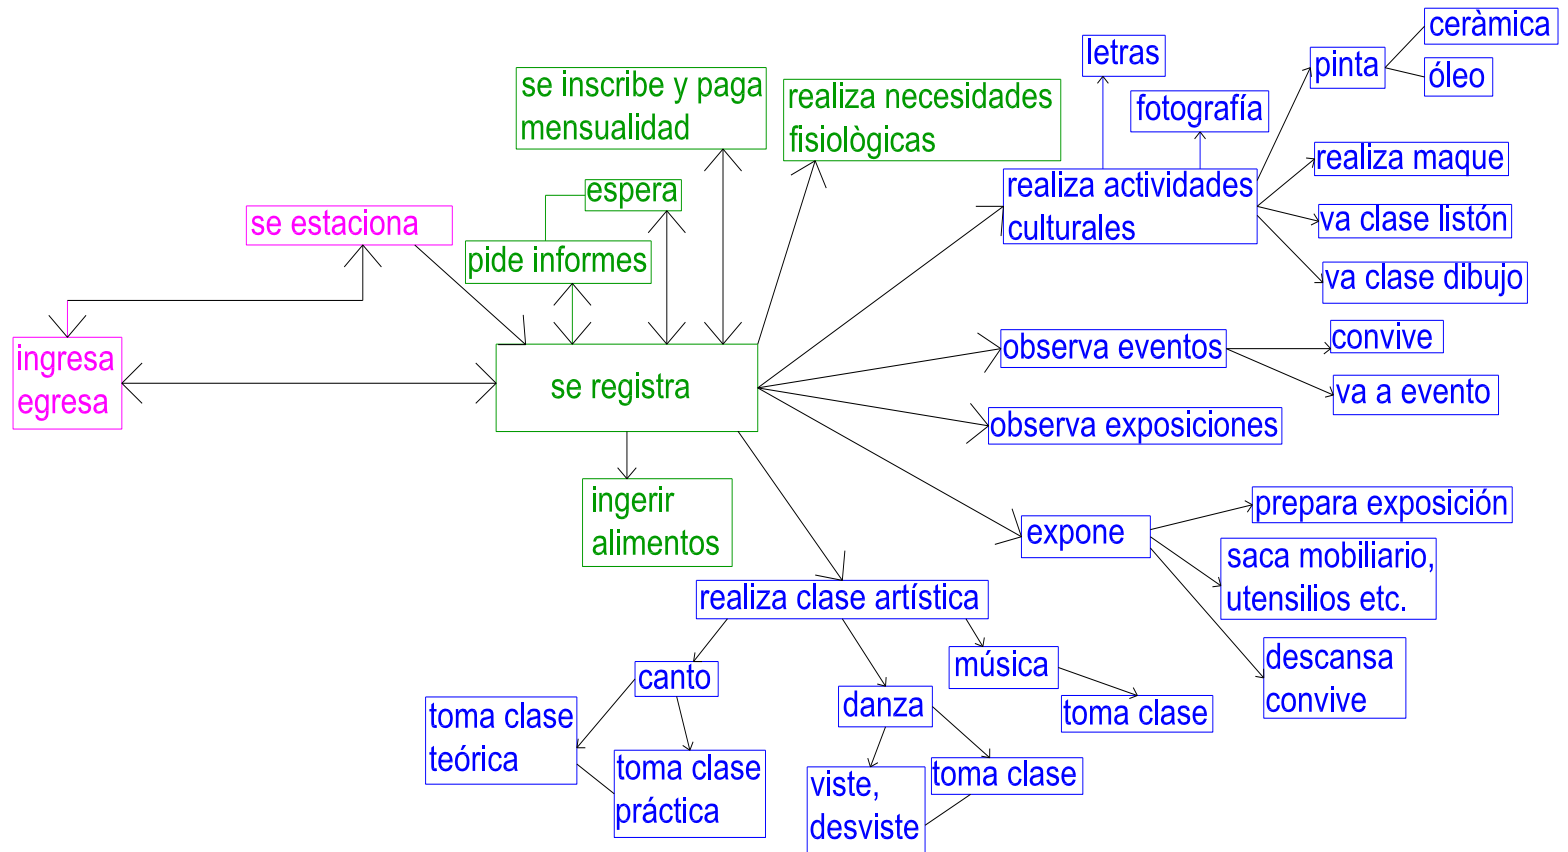 ceràmica
letras
pinta
óleo
se inscribe y paga
mensualidad
realiza necesidades
fisiològicas
fotografía
realiza maque
espera
realiza actividades
culturales
se estaciona
va clase listón
pide informes
va clase dibujo
ingresa
egresa
se registra
observa eventos
convive
va a evento
observa exposiciones
ingerir
alimentos
expone
prepara exposición
saca mobiliario,
utensilios etc.
realiza clase artística
descansa
convive
canto
música
danza
toma clase
toma clase
teórica
toma clase
práctica
viste,
desviste
toma clase